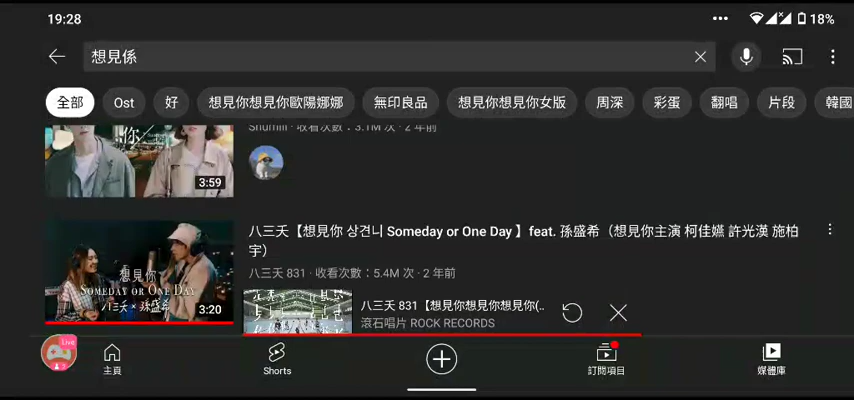 19:28
18%
想見係
全部
Ost
好
想見你想見你歐陽娜娜
無印良品
想見你想見你女版
周深
彩蛋
翻唱
片段
韓國
你
3:59
Shumin · 收看次數：3.1M 次 · 2 年前
八三夭【想見你 상견니 Someday or One Day 】feat. 孫盛希（想見你主演 柯佳嬿 許光漢 施柏
宇）
八三夭 831 · 收看次數：5.4M 次 · 2 年前
想見你
SOMEDAY OR ONE DAY
八三夭 × 孫盛希
3:20
八三夭 831【想見你想見你想見你(..
滾石唱片 ROCK RECORDS
Live
主頁
Shorts
訂閱項目
媒體庫